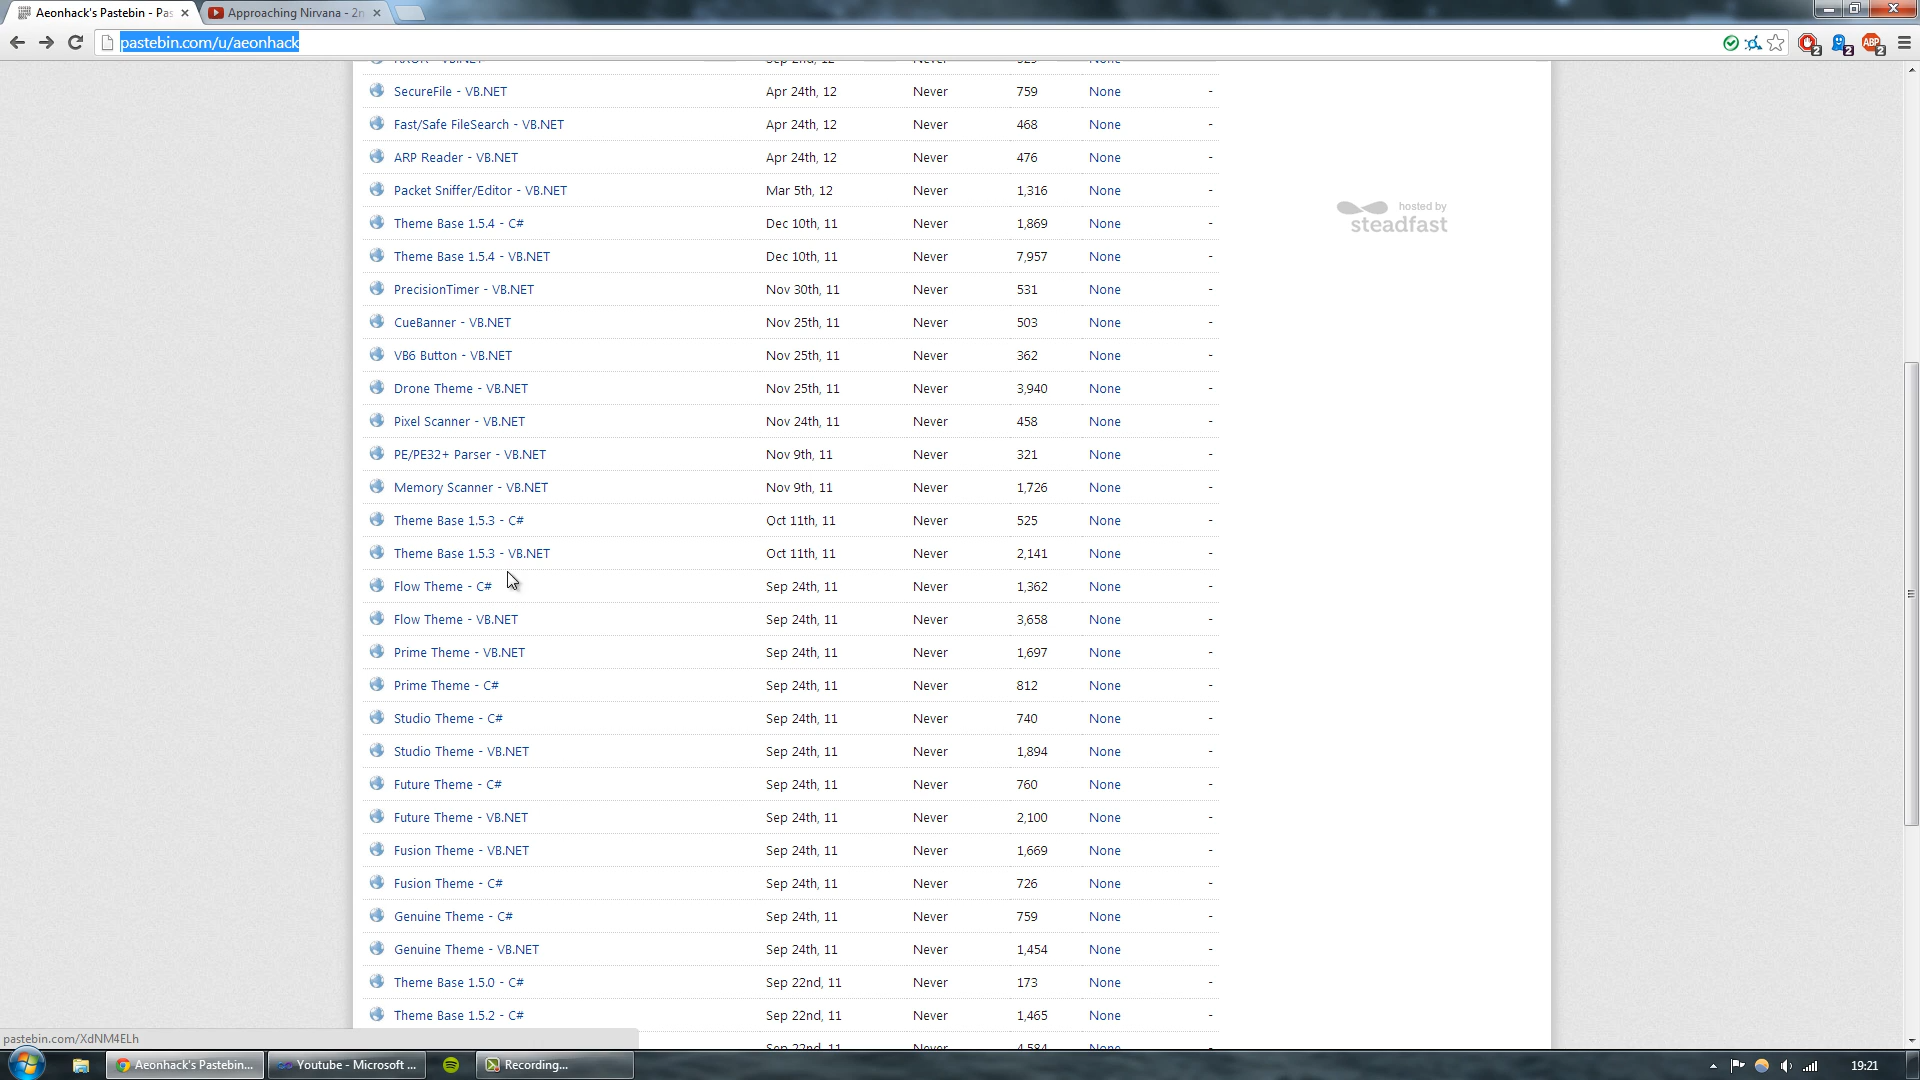 Aeonhack's Pastebin - Pas
Approaching Nirvana - 2n
pastebin.com/u/aeonhack
2 2 ABP 2
SecureFile - VB.NET Apr 24th, 12 Never 759 None -
Fast/Safe FileSearch - VB.NET Apr 24th, 12 Never 468 None -
ARP Reader - VB.NET Apr 24th, 12 Never 476 None -
Packet Sniffer/Editor - VB.NET Mar 5th, 12 Never 1,316 None -
Theme Base 1.5.4 - C# Dec 10th, 11 Never 1,869 None -
Theme Base 1.5.4 - VB.NET Dec 10th, 11 Never 7,957 None -
PrecisionTimer - VB.NET Nov 30th, 11 Never 531 None -
CueBanner - VB.NET Nov 25th, 11 Never 503 None -
VB6 Button - VB.NET Nov 25th, 11 Never 362 None -
Drone Theme - VB.NET Nov 25th, 11 Never 3,940 None -
Pixel Scanner - VB.NET Nov 24th, 11 Never 458 None -
PE/PE32+ Parser - VB.NET Nov 9th, 11 Never 321 None -
Memory Scanner - VB.NET Nov 9th, 11 Never 1,726 None -
Theme Base 1.5.3 - C# Oct 11th, 11 Never 525 None -
Theme Base 1.5.3 - VB.NET Oct 11th, 11 Never 2,141 None -
Flow Theme - C# Sep 24th, 11 Never 1,362 None -
Flow Theme - VB.NET Sep 24th, 11 Never 3,658 None -
Prime Theme - VB.NET Sep 24th, 11 Never 1,697 None -
Prime Theme - C# Sep 24th, 11 Never 812 None -
Studio Theme - C# Sep 24th, 11 Never 740 None -
Studio Theme - VB.NET Sep 24th, 11 Never 1,894 None -
Future Theme - C# Sep 24th, 11 Never 760 None -
Future Theme - VB.NET Sep 24th, 11 Never 2,100 None -
Fusion Theme - VB.NET Sep 24th, 11 Never 1,669 None -
Fusion Theme - C# Sep 24th, 11 Never 726 None -
Genuine Theme - C# Sep 24th, 11 Never 759 None -
Genuine Theme - VB.NET Sep 24th, 11 Never 1,454 None -
Theme Base 1.5.0 - C# Sep 22nd, 11 Never 173 None -
Theme Base 1.5.2 - C# Sep 22nd, 11 Never 1,465 None -
Sep 22nd, 11 Never 4,584 None
hosted by
steadfast
pastebin.com/XdNM4ELh
Aeonhack's Pastebin...
Youtube - Microsoft ...
Recording...
19:21